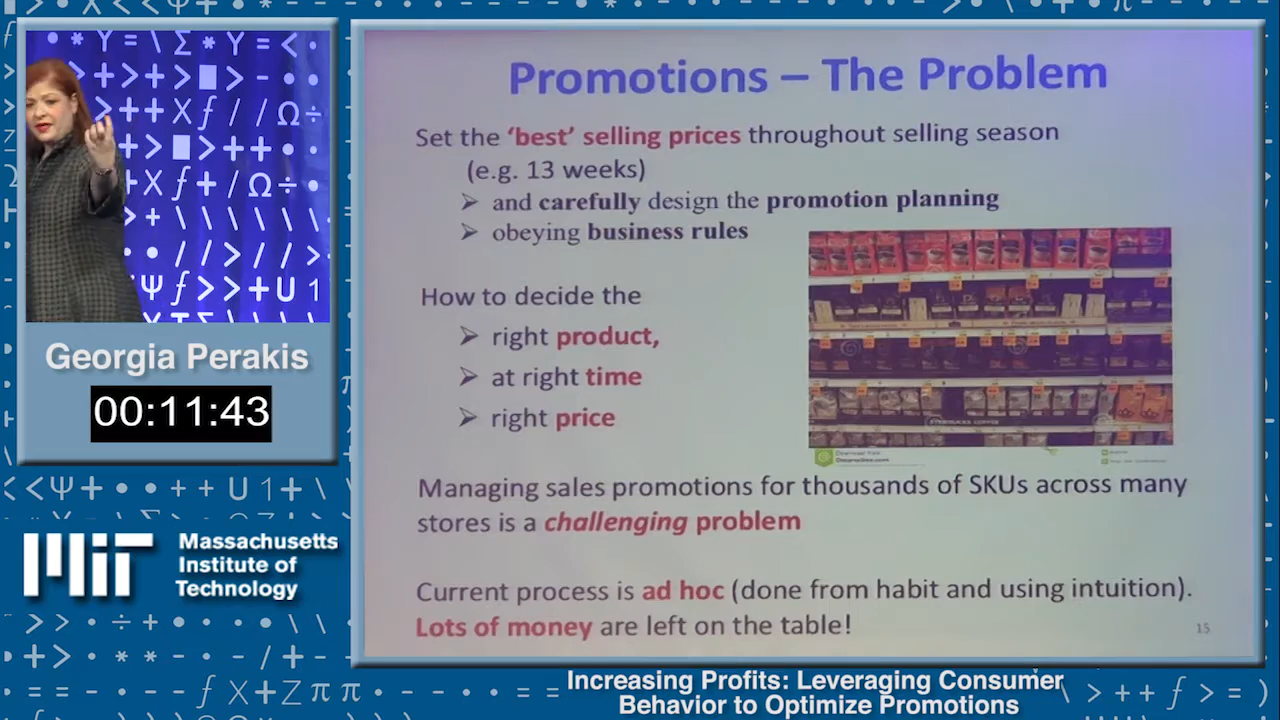 Georgia Perakis
00:11:43
MIT
Massachusetts
Institute of
Technology
Promotions – The Problem
Set the ‘best’ selling prices throughout selling season
(e.g. 13 weeks)
➢ and carefully design the promotion planning
➢ obeying business rules
How to decide the
➢ right product,
➢ at right time
➢ right price
Managing sales promotions for thousands of SKUs across many
stores is a challenging problem
Current process is ad hoc (done from habit and using intuition).
Lots of money are left on the table!
15
Increasing Profits: Leveraging Consumer
Behavior to Optimize Promotions